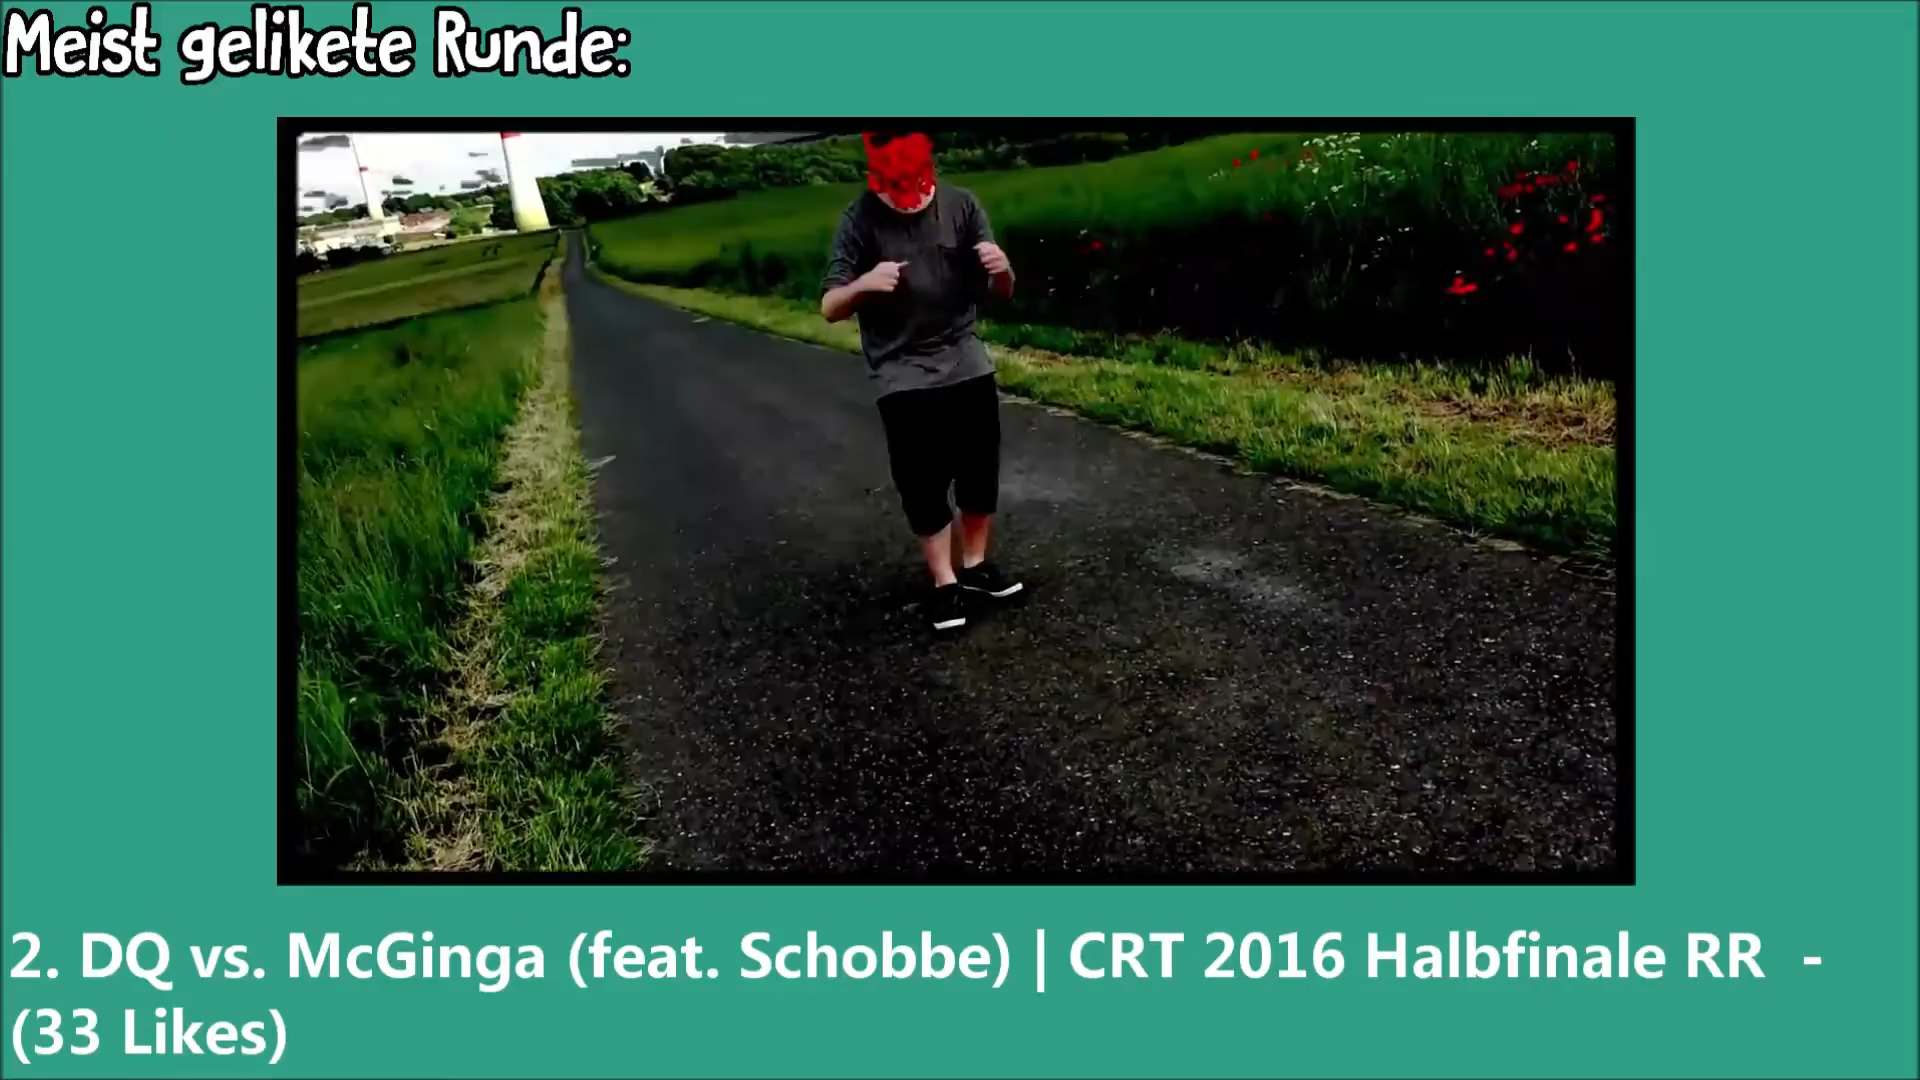 Meist gelikete Runde:
2. DQ vs. McGinga (feat. Schobbe) | CRT 2016 Halbfinale RR -
(33 Likes)